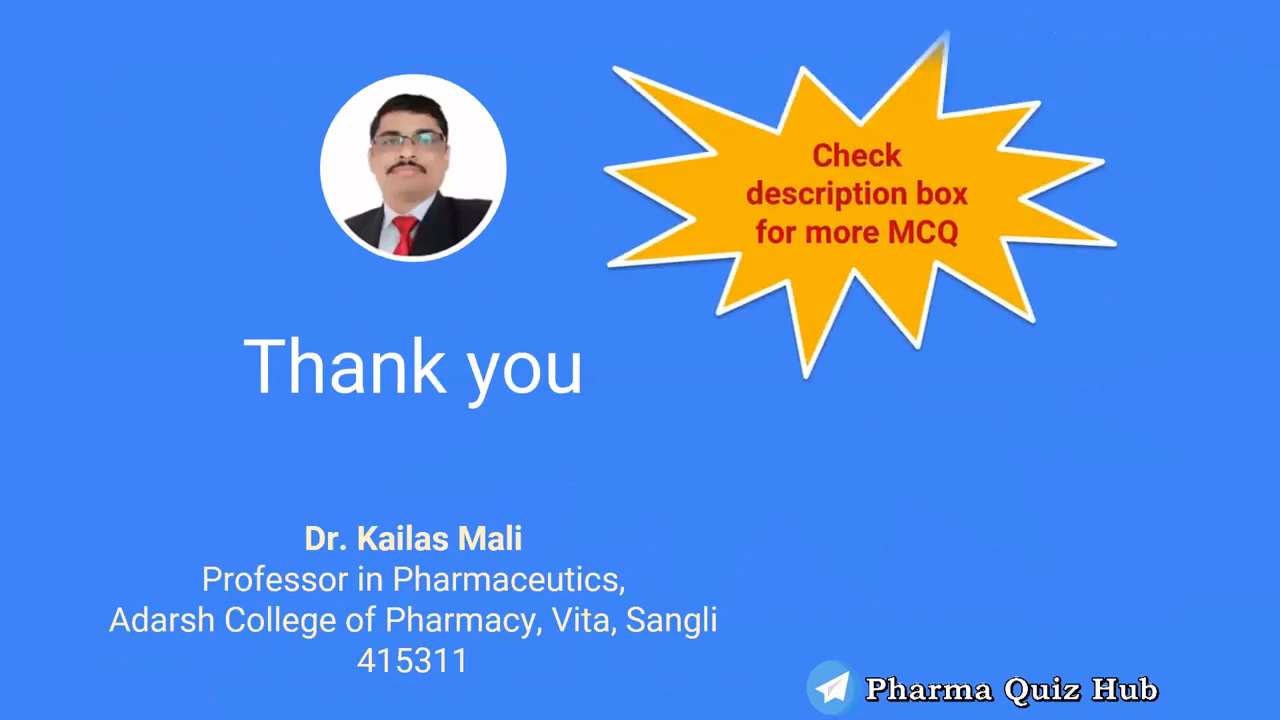 Check
description box
for more MCQ
Thank you
Dr. Kailas Mali
Professor in Pharmaceutics,
Adarsh College of Pharmacy, Vita, Sangli
415311
Pharma Quiz Hub